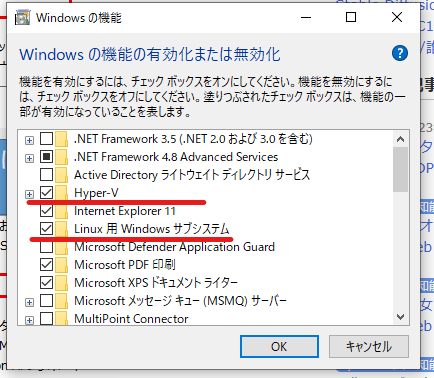 Windows の機能
Windows の機能の有効化または無効化
機能を有効にするには、チェック ボックスをオンにしてください。機能を無効にするに
は、チェック ボックスをオフにしてください。塗りつぶされたチェック ボックスは、機能の一
部が有効になっていることを表します。
.NET Framework 3.5 (.NET 2.0 および 3.0 を含む)
.NET Framework 4.8 Advanced Services
Active Directory ライトウェイト ディレクトリ サービス
Hyper-V
Internet Explorer 11
Linux 用 Windows サブシステム
Microsoft Defender Application Guard
Microsoft PDF 印刷
Microsoft XPS ドキュメント ライター
Microsoft メッセージ キュー (MSMQ) サーバー
MultiPoint Connector
OK
キャンセル